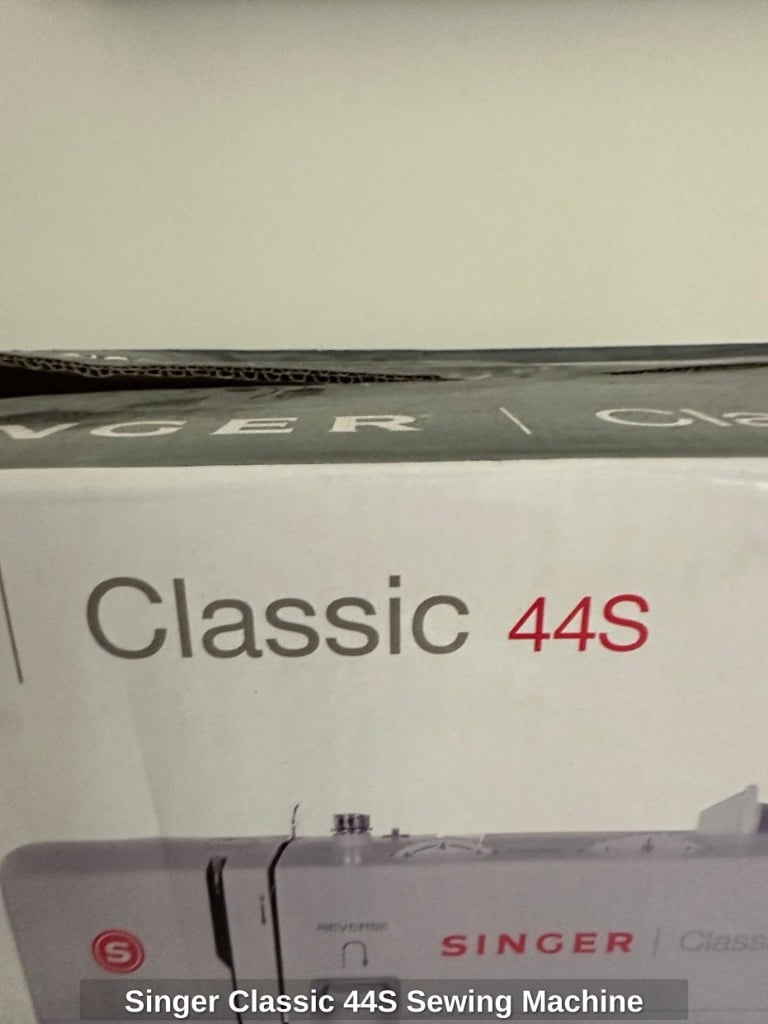 NGER | Cla
Classic 44S
REVERSE
S
SINGER | Class
Singer Classic 44S Sewing Machine